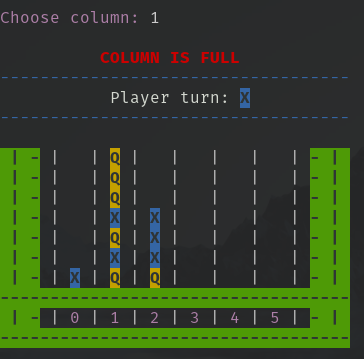 Choose column: 1
COLUMN IS FULL
-----------------------------------
Player turn: X
-----------------------------------
| - | | Q | | | | | - |
| - | | Q | | | | | - |
| - | | Q | | | | | - |
| - | | X | X | | | | - |
| - | | Q | X | | | | - |
| - | | X | X | | | | - |
| - | X | Q | Q | | | | - |
-----------------------------------
| - | 0 | 1 | 2 | 3 | 4 | 5 | - |
-----------------------------------